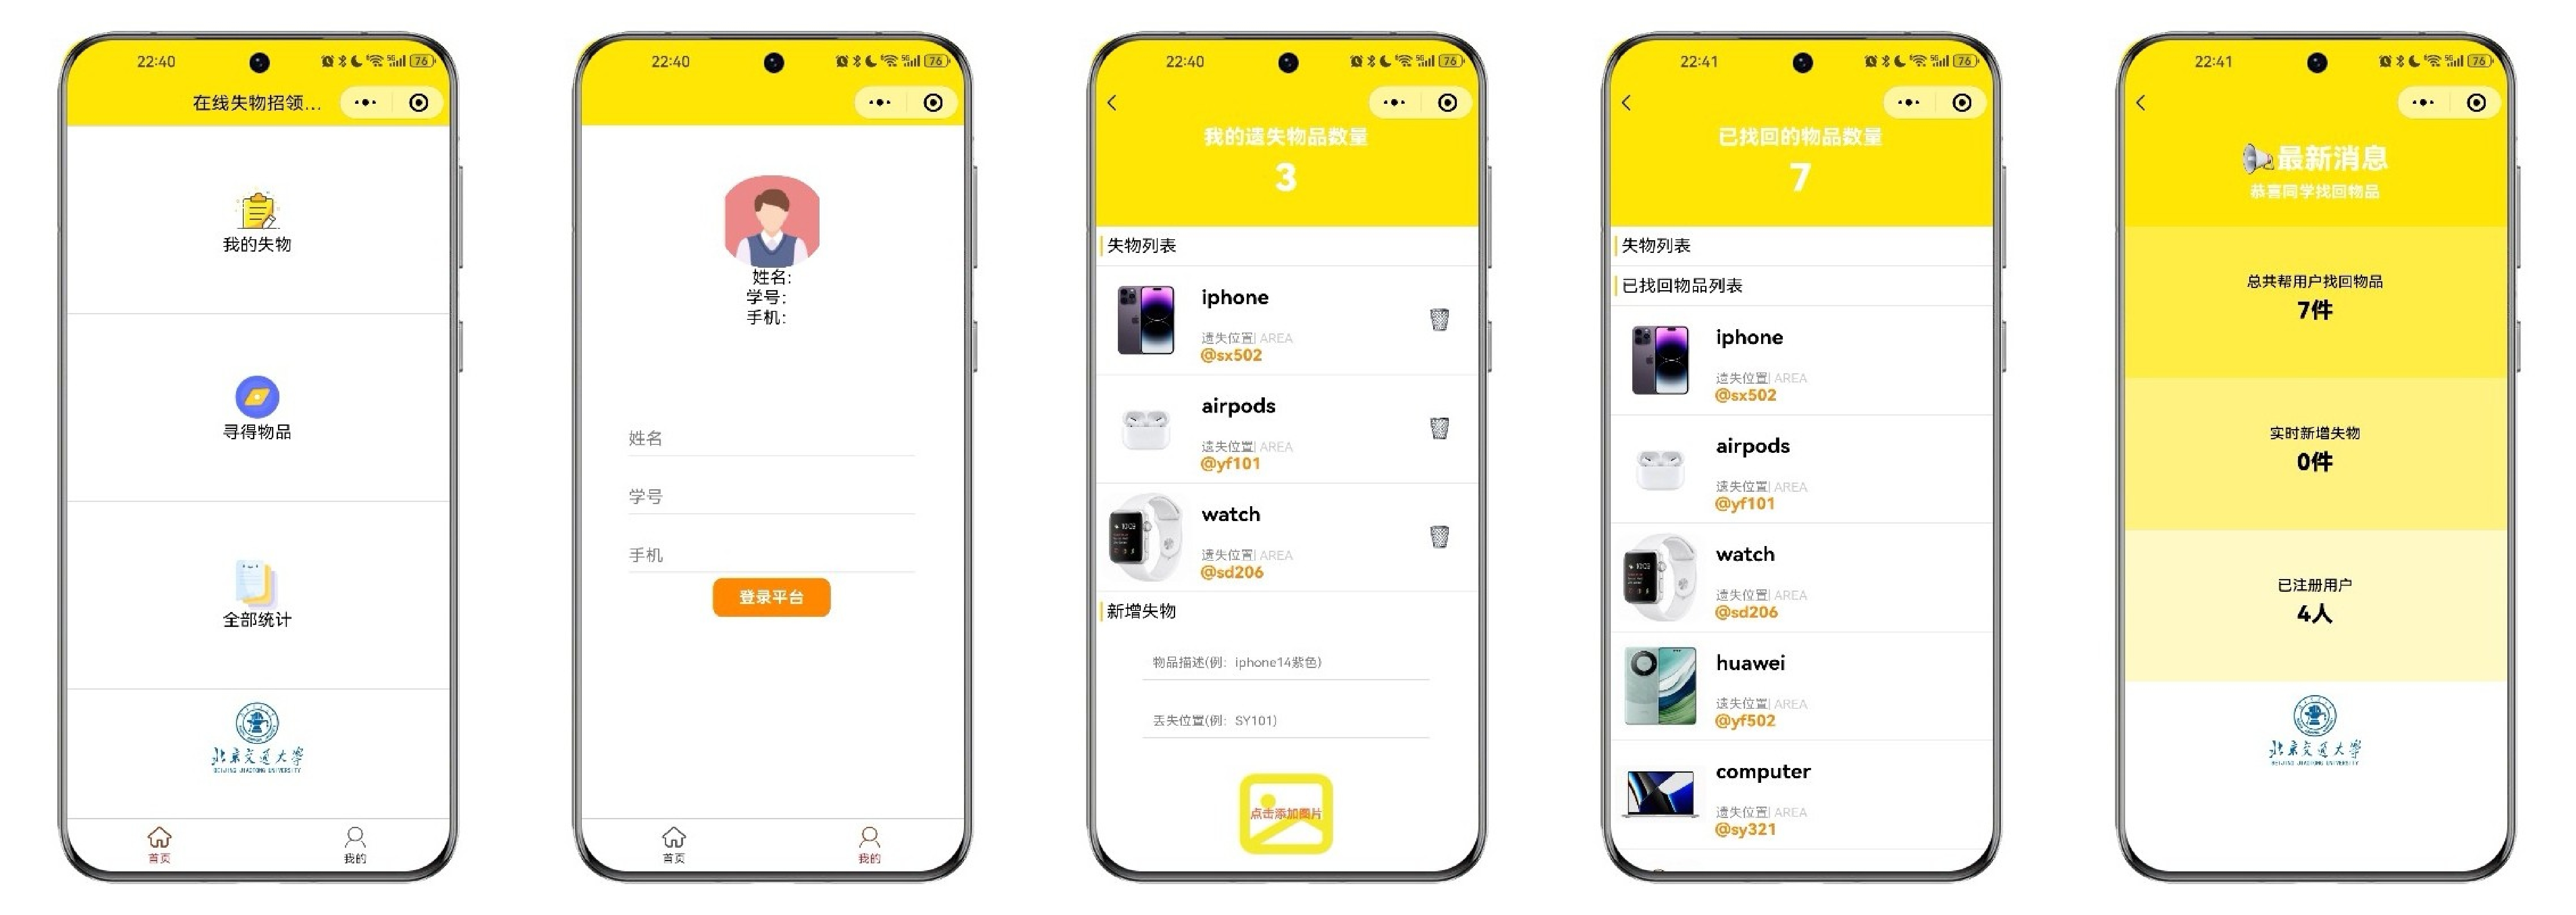 22:40
5G
76
在线失物招领...
我的失物
寻得物品
全部统计
北京交通大学
BEIJING JIAOTONG UNIVERSITY
首页
我的
22:40
5G
76
姓名:
学号:
手机:
姓名
学号
手机
登录平台
首页
我的
22:40
5G
76
我的遗失物品数量
3
失物列表
iphone
遗失位置| AREA
@sx502
airpods
遗失位置| AREA
@yf101
watch
遗失位置| AREA
@sd206
新增失物
物品描述(例: iphone14紫色)
丢失位置(例: SY101)
点击添加图片
22:41
5G
76
已找回的物品数量
7
失物列表
已找回物品列表
iphone
遗失位置| AREA
@sx502
airpods
遗失位置| AREA
@yf101
watch
遗失位置| AREA
@sd206
huawei
遗失位置| AREA
@yf502
computer
遗失位置| AREA
@sy321
22:41
5G
76
最新消息
恭喜同学找回物品
总共帮用户找回物品
7件
实时新增失物
0件
已注册用户
4人
北京交通大学
BEIJING JIAOTONG UNIVERSITY